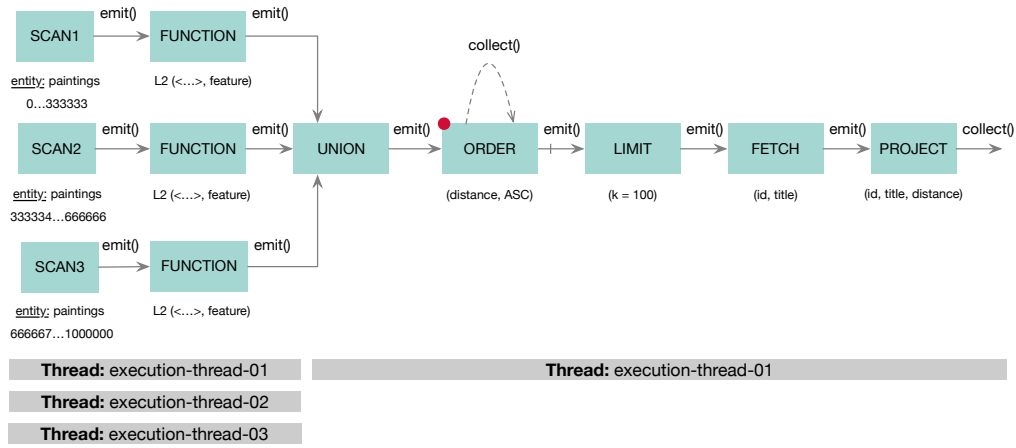 emit()
emit()
SCAN1
FUNCTION
entity: paintings
0...333333
L2 (<...>, feature)
collect()
emit()
emit()
emit()
emit()
emit()
emit()
collect()
SCAN2
FUNCTION
UNION
ORDER
LIMIT
FETCH
PROJECT
entity: paintings
333334...666666
L2 (<...>, feature)
(distance, ASC)
(k = 100)
(id, title)
(id, title, distance)
emit()
emit()
SCAN3
FUNCTION
entity: paintings
666667...1000000
L2 (<...>, feature)
Thread: execution-thread-01
Thread: execution-thread-01
Thread: execution-thread-02
Thread: execution-thread-03